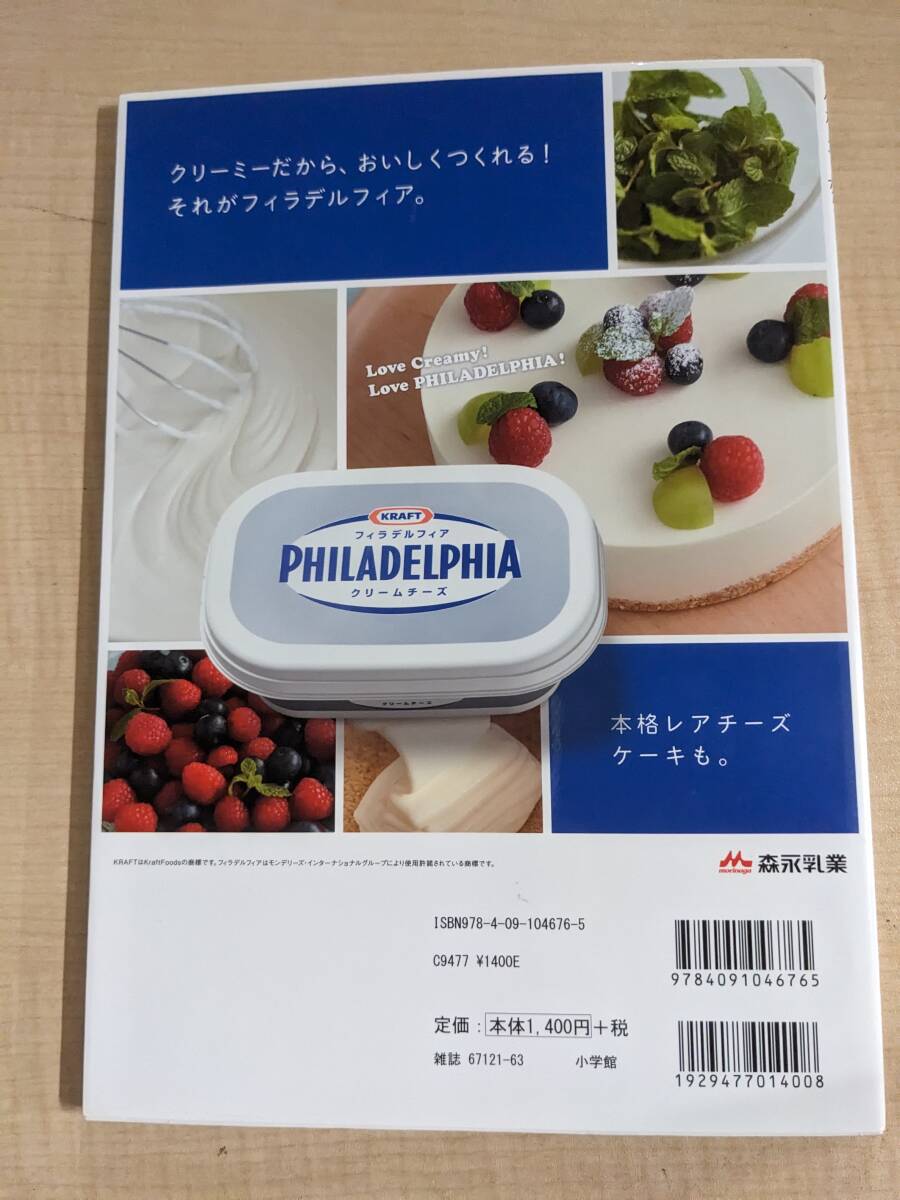 クリーミーだから、おいしくつくれる!
それがフィラデルフィア。
Love Creamy!
Love PHILADELPHIA!
KRAFT
フィラデルフィア
PHILADELPHIA
クリームチーズ
クリームチーズ
本格レアチーズ
ケーキも。
KRAFTはKraftFoodsの商標です。フィラデルフィアはモンデリーズ・インターナショナルグループにより使用許諾されている商標です。
morinaga 森永乳業
ISBN978-4-09-104676-5
C9477 ¥1400E
9784091046765
定価:本体1,400円+税
雑誌 67121-63 小学館
1929477014008